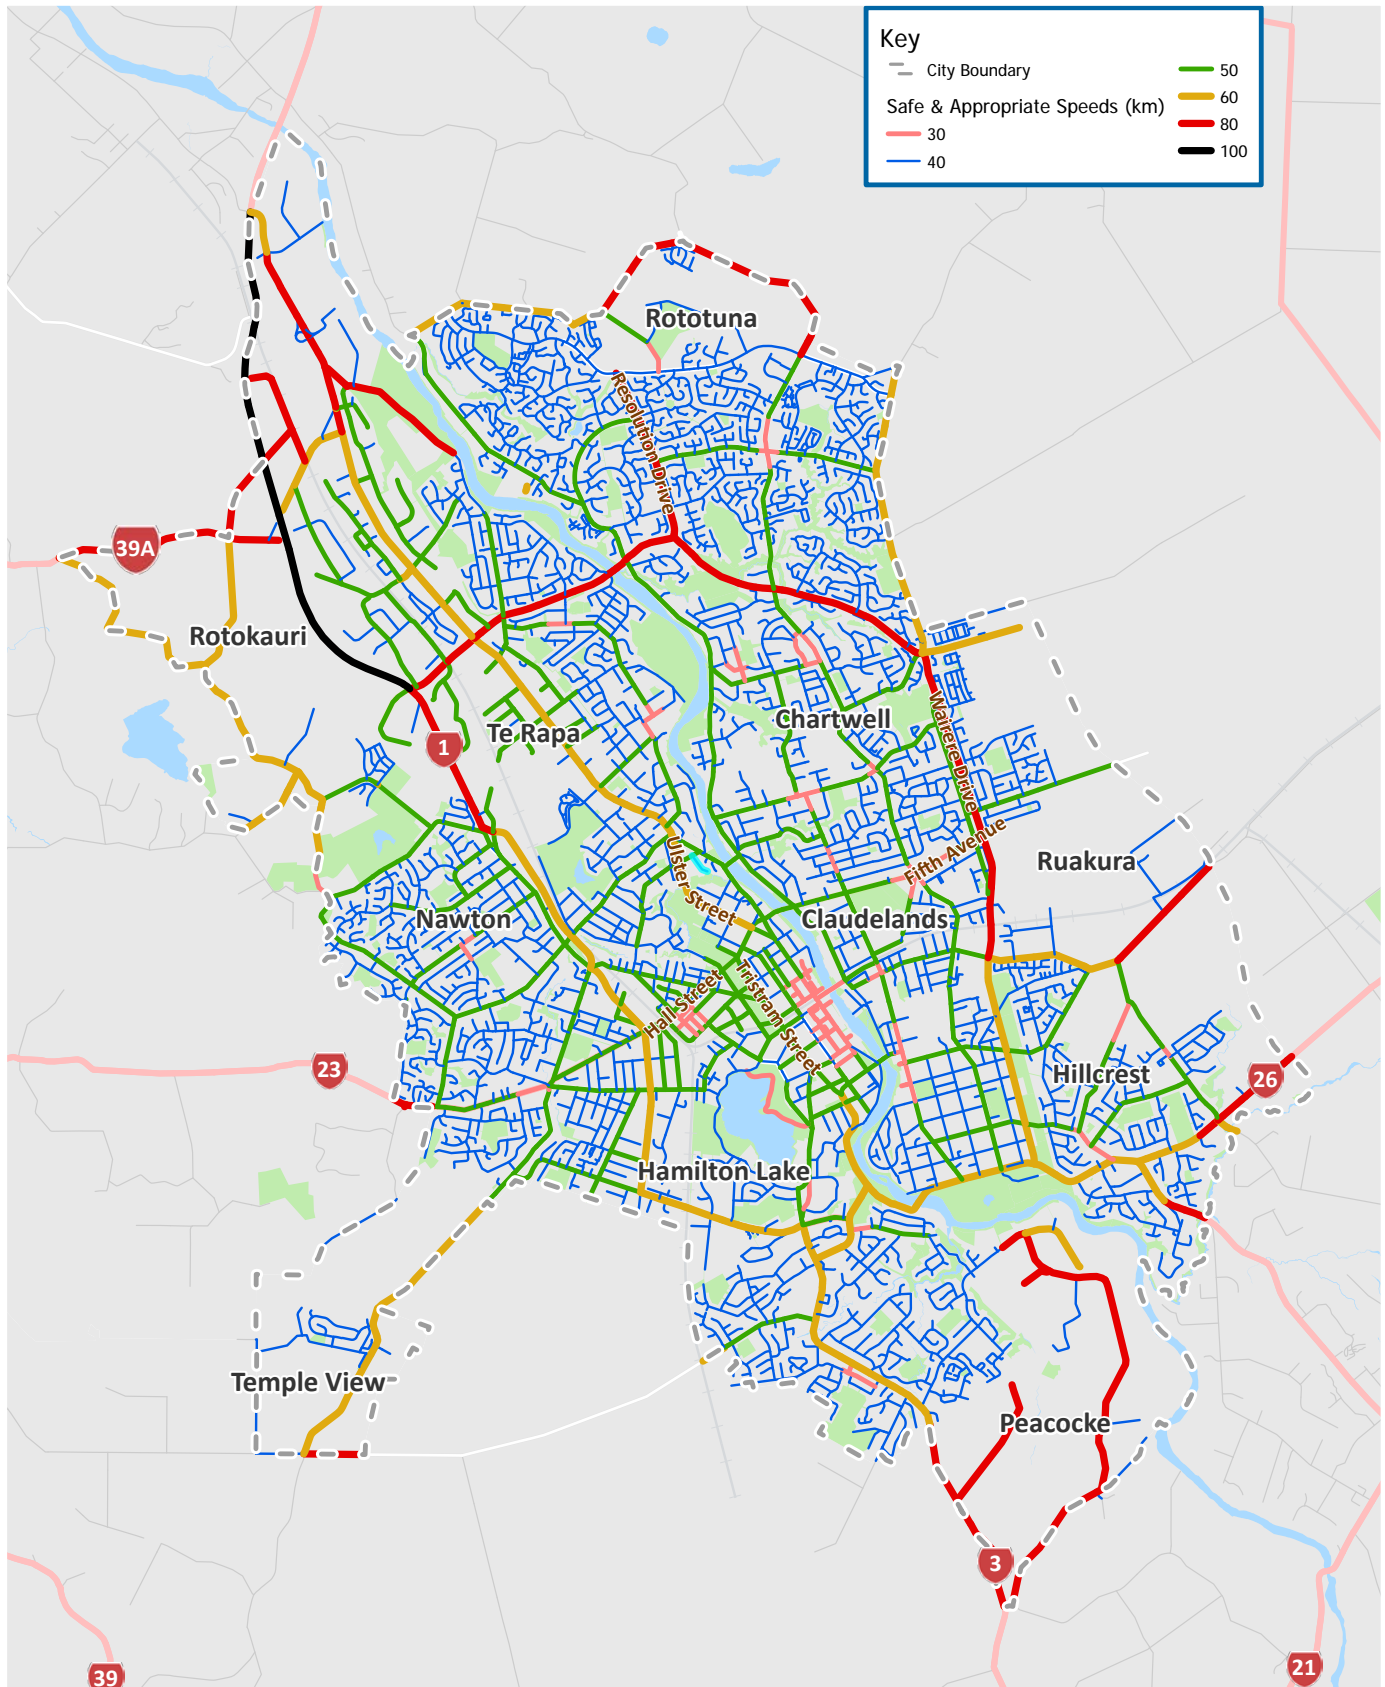 Key
City Boundary
Safe & Appropriate Speeds (km)
30
40
50
60
80
100
Rototuna
Resolution Drive
39A
Rotokauri
Chartwell
Te Rapa
1
Wairere Drive
Fifth Avenue
Ruakura
Ulster Street
Nawton
Claudelands
Hall Street
Tristram Street
23
Hillcrest
26
Hamilton Lake
Temple View
Peacocke
3
39
21